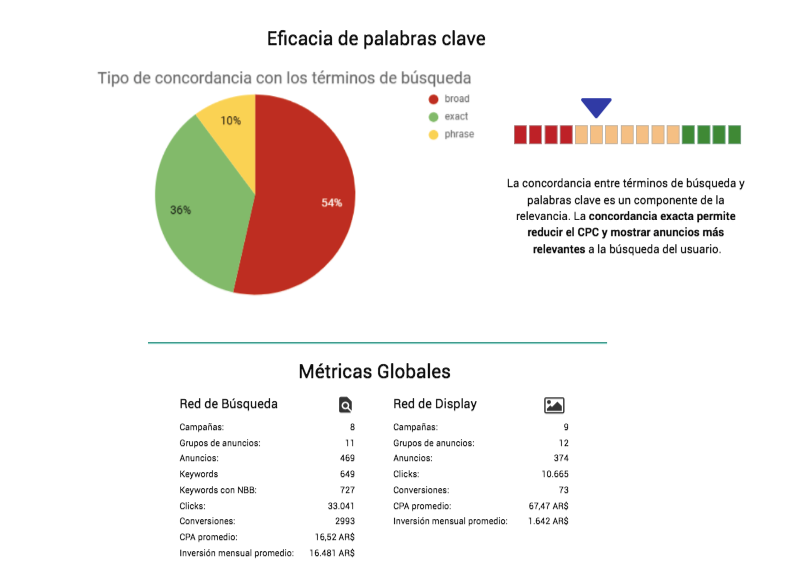 Eficacia de palabras clave
Tipo de concordancia con los términos de búsqueda
broad
exact
phrase
10%
36%
54%
La concordancia entre términos de búsqueda y
palabras clave es un componente de la
relevancia. La concordancia exacta permite
reducir el CPC y mostrar anuncios más
relevantes a la búsqueda del usuario.
Métricas Globales
Red de Búsqueda
Campañas: 8
Grupos de anuncios: 11
Anuncios: 469
Keywords 649
Keywords con NBB: 727
Clicks: 33.041
Conversiones: 2993
CPA promedio: 16,52 AR$
Inversión mensual promedio: 16.481 AR$
Red de Display
Campañas: 9
Grupos de anuncios: 12
Anuncios: 374
Clicks: 10.665
Conversiones: 73
CPA promedio: 67,47 AR$
Inversión mensual promedio: 1.642 AR$